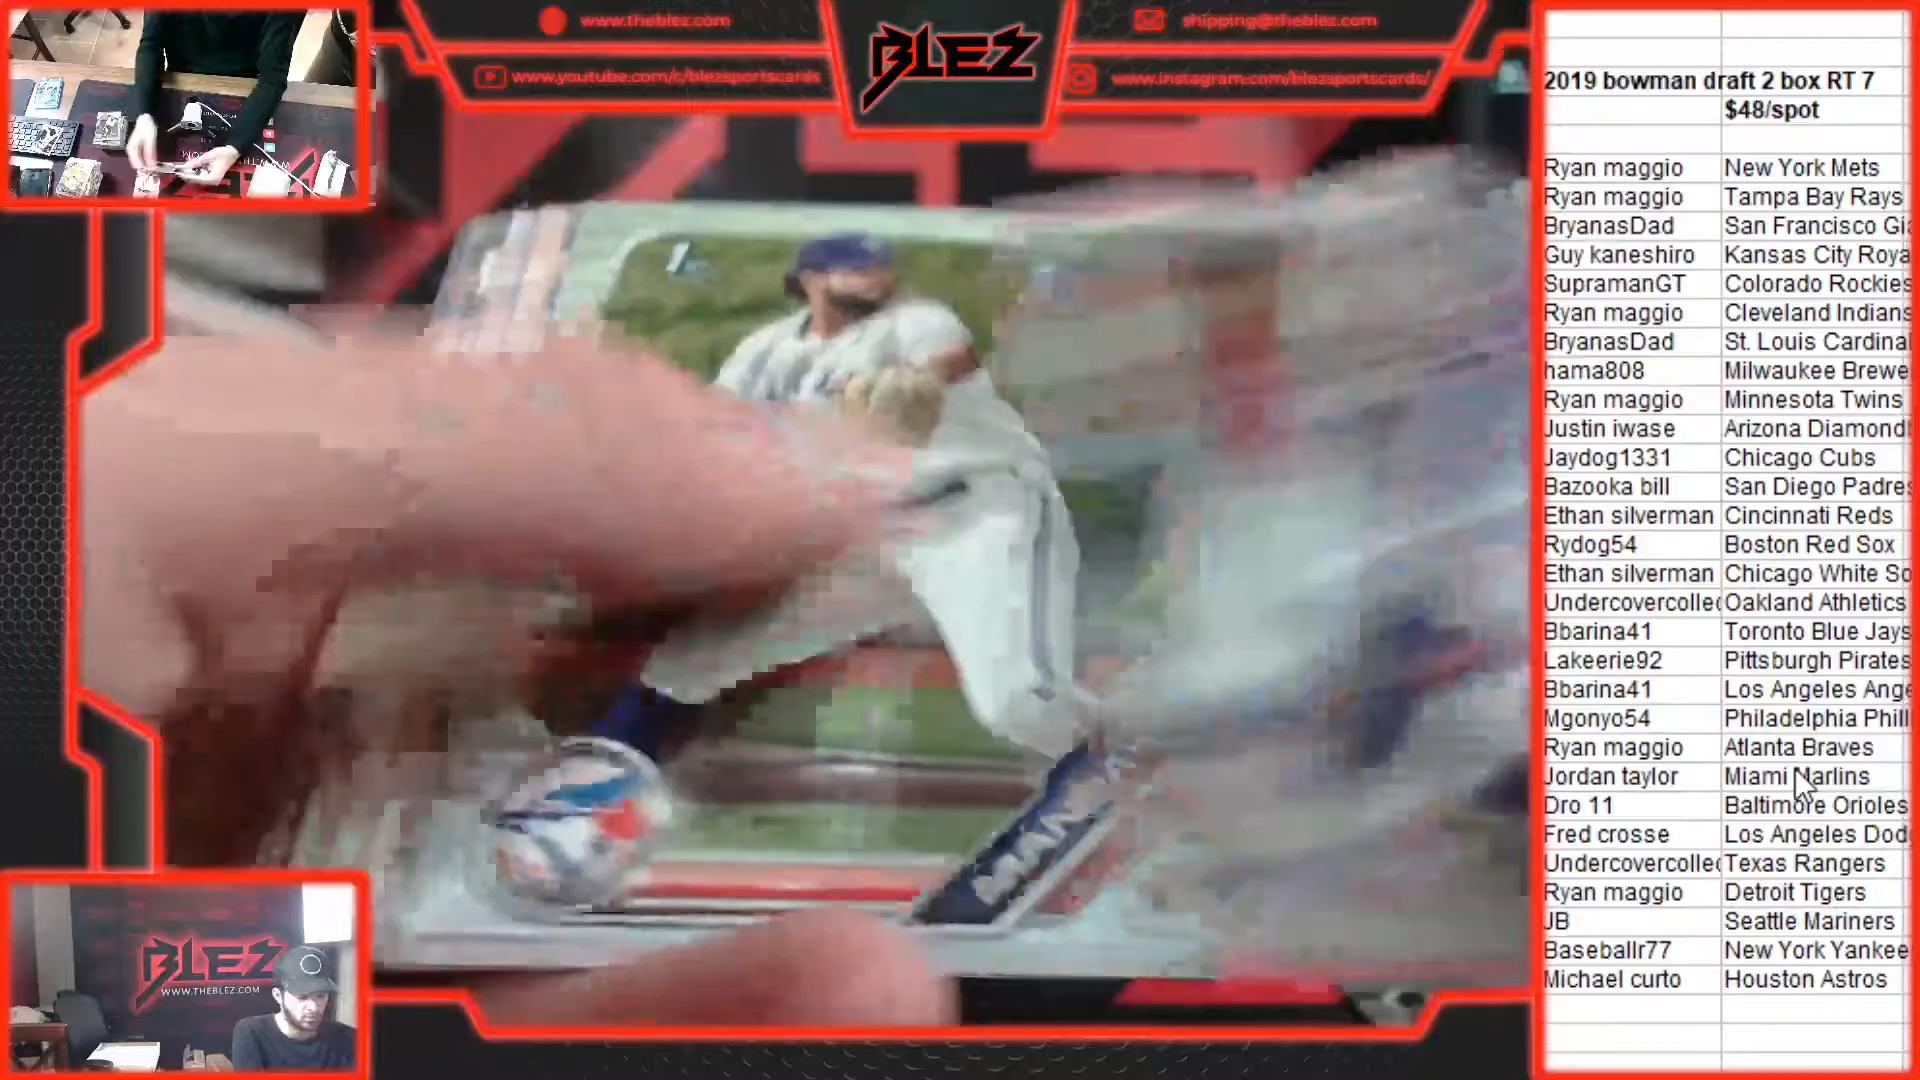 www.theblez.com
shipping@theblez.com
BLEZ
www.youtube.com/c/blezsportscards
www.instagram.com/blezsportscards/
2019 bowman draft 2 box RT 7
$48/spot
Ryan maggio New York Mets
Ryan maggio Tampa Bay Rays
BryanasDad San Francisco Gia
Guy kaneshiro Kansas City Roya
SupramanGT Colorado Rockies
Ryan maggio Cleveland Indians
BryanasDad St. Louis Cardinal
hama808 Milwaukee Brewe
Ryan maggio Minnesota Twins
Justin iwase Arizona Diamond
Jaydog1331 Chicago Cubs
Bazooka bill San Diego Padres
Ethan silverman Cincinnati Reds
Rydog54 Boston Red Sox
Ethan silverman Chicago White So
Undercovercollec Oakland Athletics
Bbarina41 Toronto Blue Jays
Lakeerie92 Pittsburgh Pirates
Bbarina41 Los Angeles Ange
Mgonyo54 Philadelphia Phill
Ryan maggio Atlanta Braves
Jordan taylor Miami Marlins
Dro 11 Baltimore Orioles
Fred crosse Los Angeles Dod
Undercovercollec Texas Rangers
Ryan maggio Detroit Tigers
JB Seattle Mariners
Baseballr77 New York Yankee
Michael curto Houston Astros
BLEZ
WWW.THEBLEZ.COM